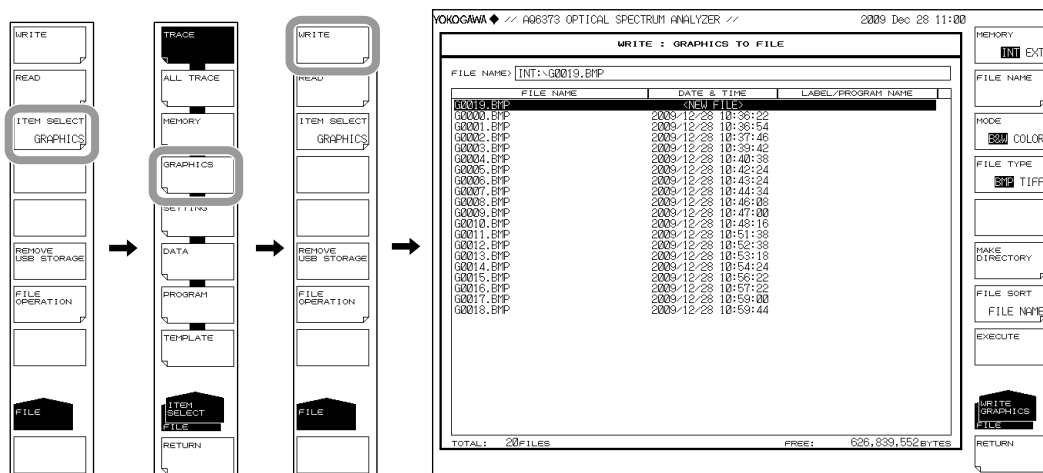 WRITE
READ
ITEM SELECT
GRAPHICS
REMOVE
USB STORAGE
FILE
OPERATION
FILE
TRACE
ALL TRACE
MEMORY
GRAPHICS
SETTING
DATA
PROGRAM
TEMPLATE
ITEM
SELECT
FILE
RETURN
WRITE
READ
ITEM SELECT
GRAPHICS
REMOVE
USB STORAGE
FILE
OPERATION
FILE
YOKOGAWA ◆ // AQ6373 OPTICAL SPECTRUM ANALYZER // 2009 Dec 28 11:00
WRITE : GRAPHICS TO FILE
FILE NAME> INT:\G0019.BMP
FILE NAME DATE & TIME LABEL/PROGRAM NAME
G0019.BMP <NEW FILE>
G0000.BMP 2009/12/28 10:36:22
G0001.BMP 2009/12/28 10:36:54
G0002.BMP 2009/12/28 10:37:46
G0003.BMP 2009/12/28 10:39:42
G0004.BMP 2009/12/28 10:40:38
G0005.BMP 2009/12/28 10:42:24
G0006.BMP 2009/12/28 10:43:24
G0007.BMP 2009/12/28 10:44:34
G0008.BMP 2009/12/28 10:46:08
G0009.BMP 2009/12/28 10:47:00
G0010.BMP 2009/12/28 10:48:16
G0011.BMP 2009/12/28 10:51:38
G0012.BMP 2009/12/28 10:52:38
G0013.BMP 2009/12/28 10:53:18
G0014.BMP 2009/12/28 10:54:24
G0015.BMP 2009/12/28 10:56:22
G0016.BMP 2009/12/28 10:57:22
G0017.BMP 2009/12/28 10:59:00
G0018.BMP 2009/12/28 10:59:44
TOTAL: 20FILES FREE: 626,839,552BYTES
MEMORY
INT EXT
FILE NAME
MODE
B&W COLOR
FILE TYPE
BMP TIFF
MAKE
DIRECTORY
FILE SORT
FILE NAME
EXECUTE
WRITE
GRAPHICS
FILE
RETURN